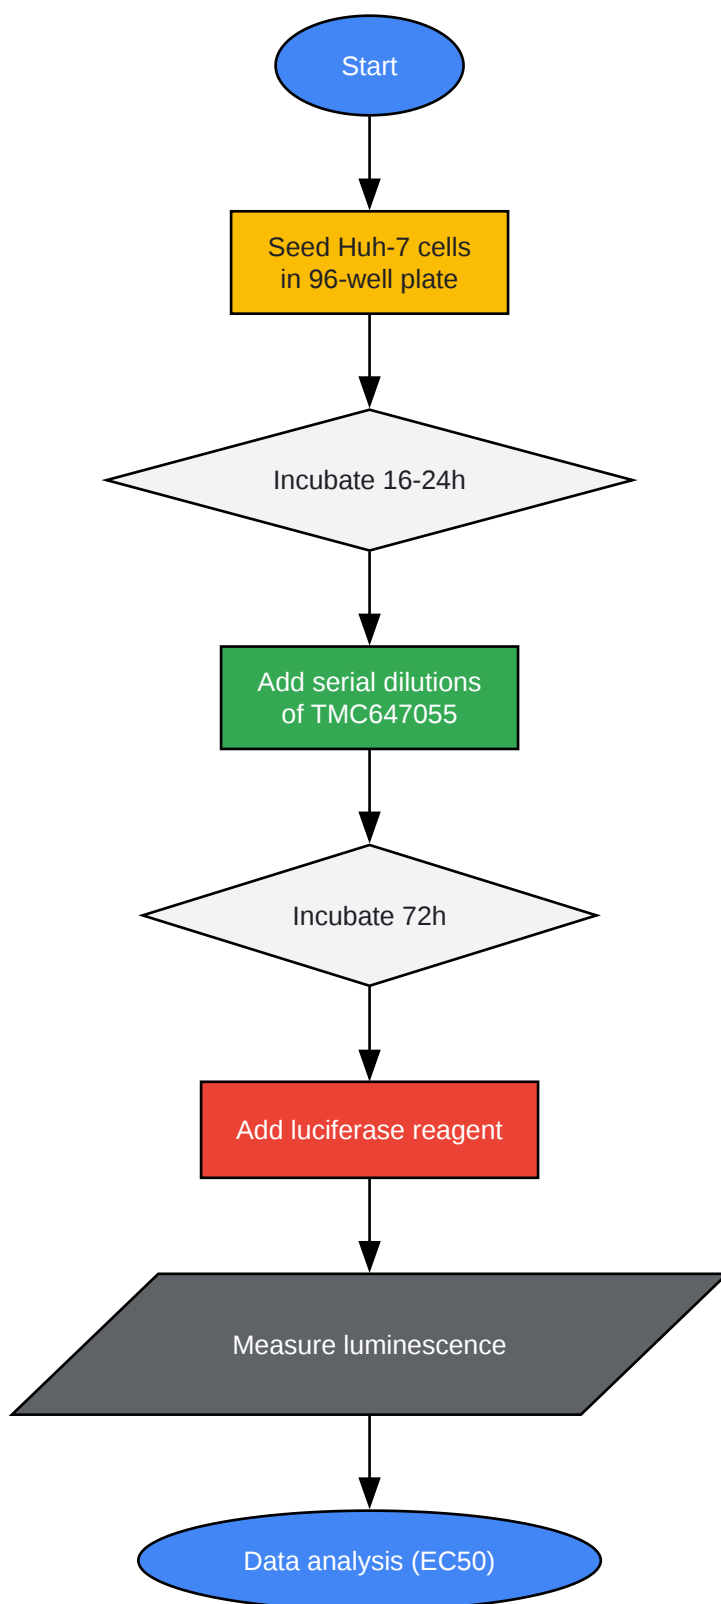 Start
Seed Huh-7 cells
in 96-well plate
Incubate 16-24h
Add serial dilutions
of TMC647055
Incubate 72h
Add luciferase reagent
Measure luminescence
Data analysis (EC50)